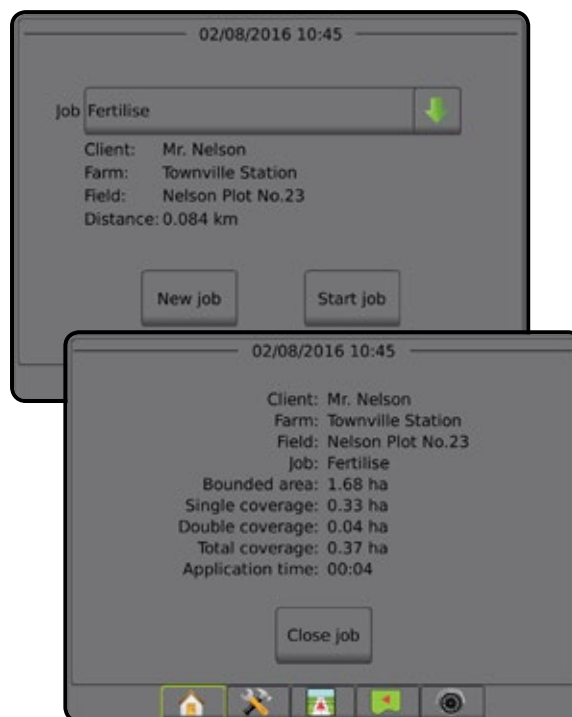 02/08/2016 10:45
Job Fertilise
Client: Mr. Nelson
Farm: Townville Station
Field: Nelson Plot No.23
Distance: 0.084 km
New job Start job
02/08/2016 10:45
Client: Mr. Nelson
Farm: Townville Station
Field: Nelson Plot No.23
Job: Fertilise
Bounded area: 1.68 ha
Single coverage: 0.33 ha
Double coverage: 0.04 ha
Total coverage: 0.37 ha
Application time: 00:04
Close job